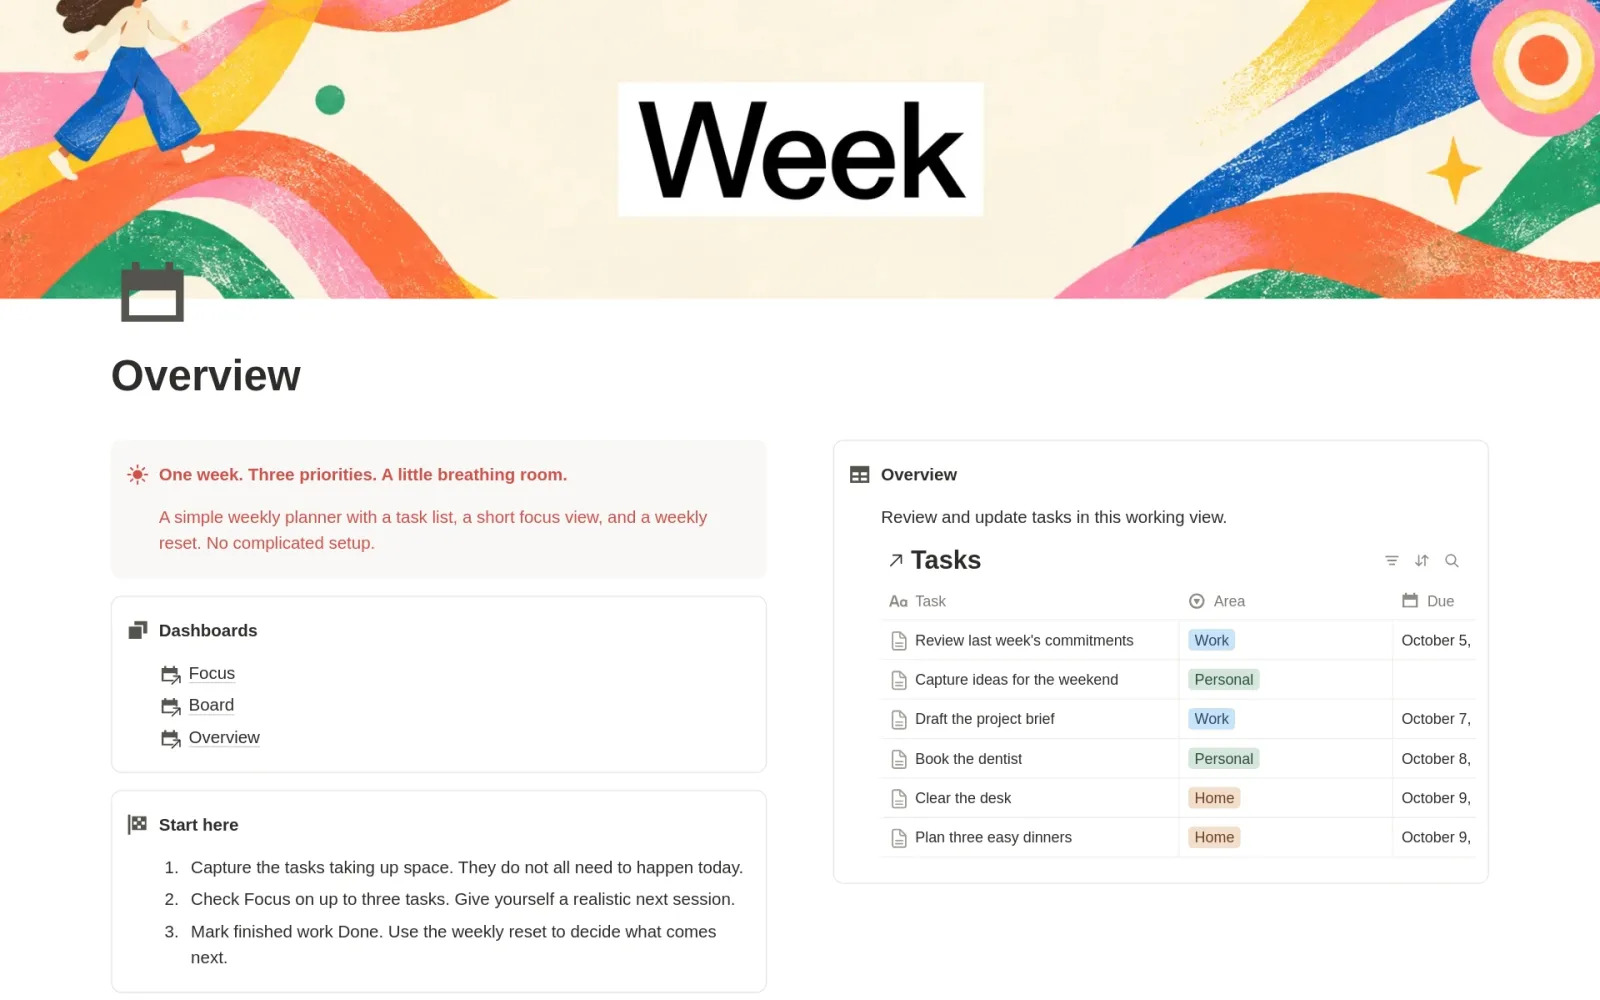 Week
Overview
One week. Three priorities. A little breathing room.
A simple weekly planner with a task list, a short focus view, and a weekly
reset. No complicated setup.
Dashboards
Focus
Board
Overview
Start here
1. Capture the tasks taking up space. They do not all need to happen today.
2. Check Focus on up to three tasks. Give yourself a realistic next session.
3. Mark finished work Done. Use the weekly reset to decide what comes
next.
Overview
Review and update tasks in this working view.
Tasks
Aa Task Area Due
Review last week's commitments Work October 5,
Capture ideas for the weekend Personal
Draft the project brief Work October 7,
Book the dentist Personal October 8,
Clear the desk Home October 9,
Plan three easy dinners Home October 9,